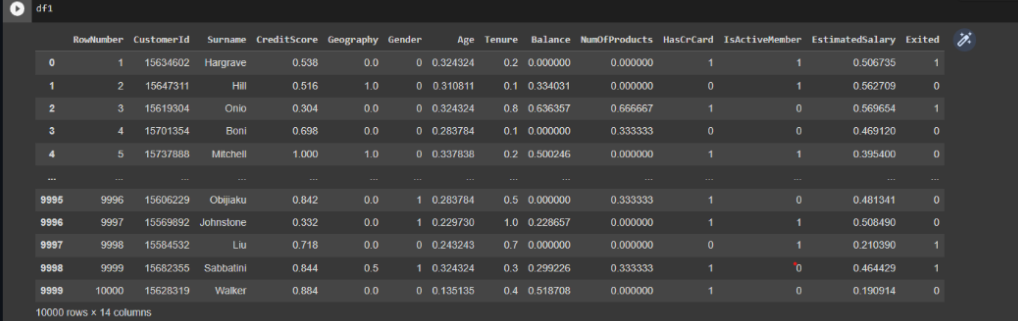 df1
RowNumber CustomerId Surname CreditScore Geography Gender Age Tenure Balance NumOfProducts HasCrCard IsActiveMember EstimatedSalary Exited
0 1 15634602 Hargrave 0.538 0.0 0 0.324324 0.2 0.000000 0.000000 1 1 0.506735 1
1 2 15647311 Hill 0.516 1.0 0 0.310811 0.1 0.334031 0.000000 0 1 0.562709 0
2 3 15619304 Onio 0.304 0.0 0 0.324324 0.8 0.636357 0.666667 1 0 0.569654 1
3 4 15701354 Boni 0.698 0.0 0 0.283784 0.1 0.000000 0.333333 0 0 0.469120 0
4 5 15737888 Mitchell 1.000 1.0 0 0.337838 0.2 0.500246 0.000000 1 1 0.395400 0
... ... ... ... ... ... ... ... ... ... ... ... ... ... ...
9995 9996 15606229 Obijiaku 0.842 0.0 1 0.283784 0.5 0.000000 0.333333 1 0 0.481341 0
9996 9997 15569892 Johnstone 0.332 0.0 1 0.229730 1.0 0.228657 0.000000 1 1 0.508490 0
9997 9998 15584532 Liu 0.718 0.0 0 0.243243 0.7 0.000000 0.000000 0 1 0.210390 1
9998 9999 15682355 Sabbatini 0.844 0.5 1 0.324324 0.3 0.299226 0.333333 1 0 0.464429 1
9999 10000 15628319 Walker 0.884 0.0 0 0.135135 0.4 0.518708 0.000000 1 0 0.190914 0
10000 rows × 14 columns